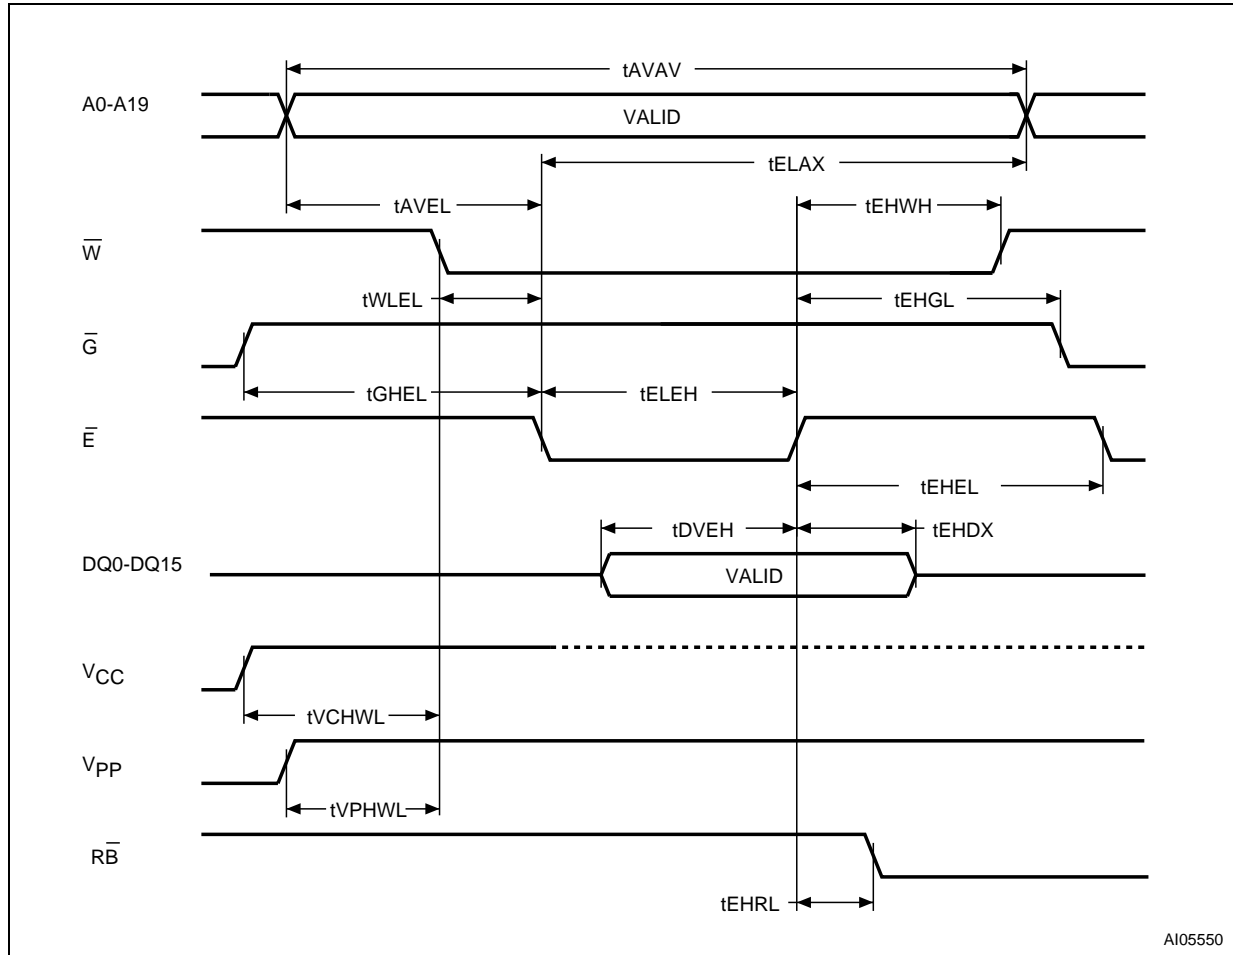 tAVAV
A0-A19
VALID
tELAX
tAVEL
tEHWH
W̅
tWLEL
tEHGL
G̅
tGHEL
tELEH
E̅
tEHEL
tDVEH
tEHDX
DQ0-DQ15
VALID
VCC
tVCHWL
VPP
tVPHWL
RB̅
tEHRL
AI05550